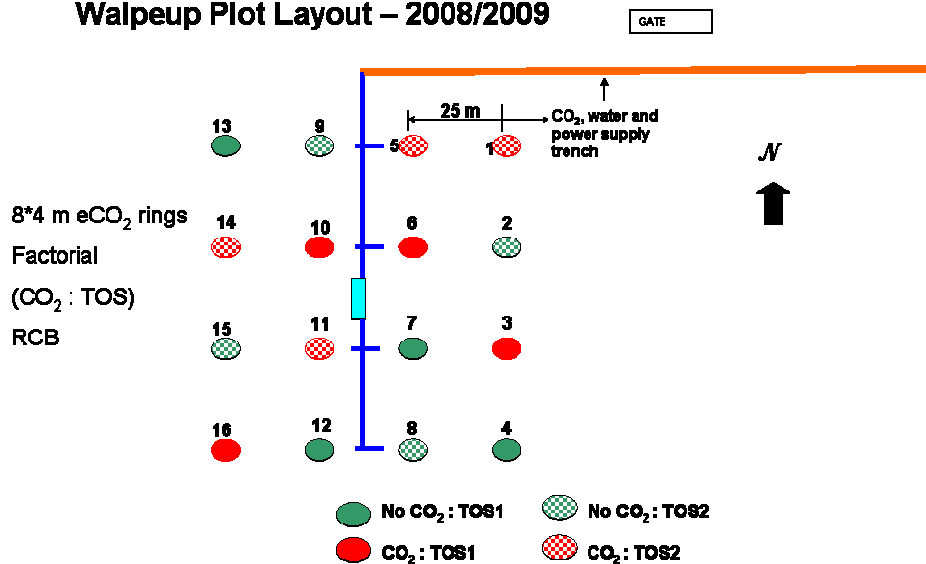 Walpeup Plot Layout – 2008/2009
GATE
25 m
CO₂, water and
power supply
trench
13
9
5
1
N
8*4 m eCO₂ rings
Factorial
(CO₂ : TOS)
RCB
14
10
6
2
15
11
7
3
16
12
8
4
No CO₂ : TOS1
No CO₂ : TOS2
CO₂ : TOS1
CO₂ : TOS2